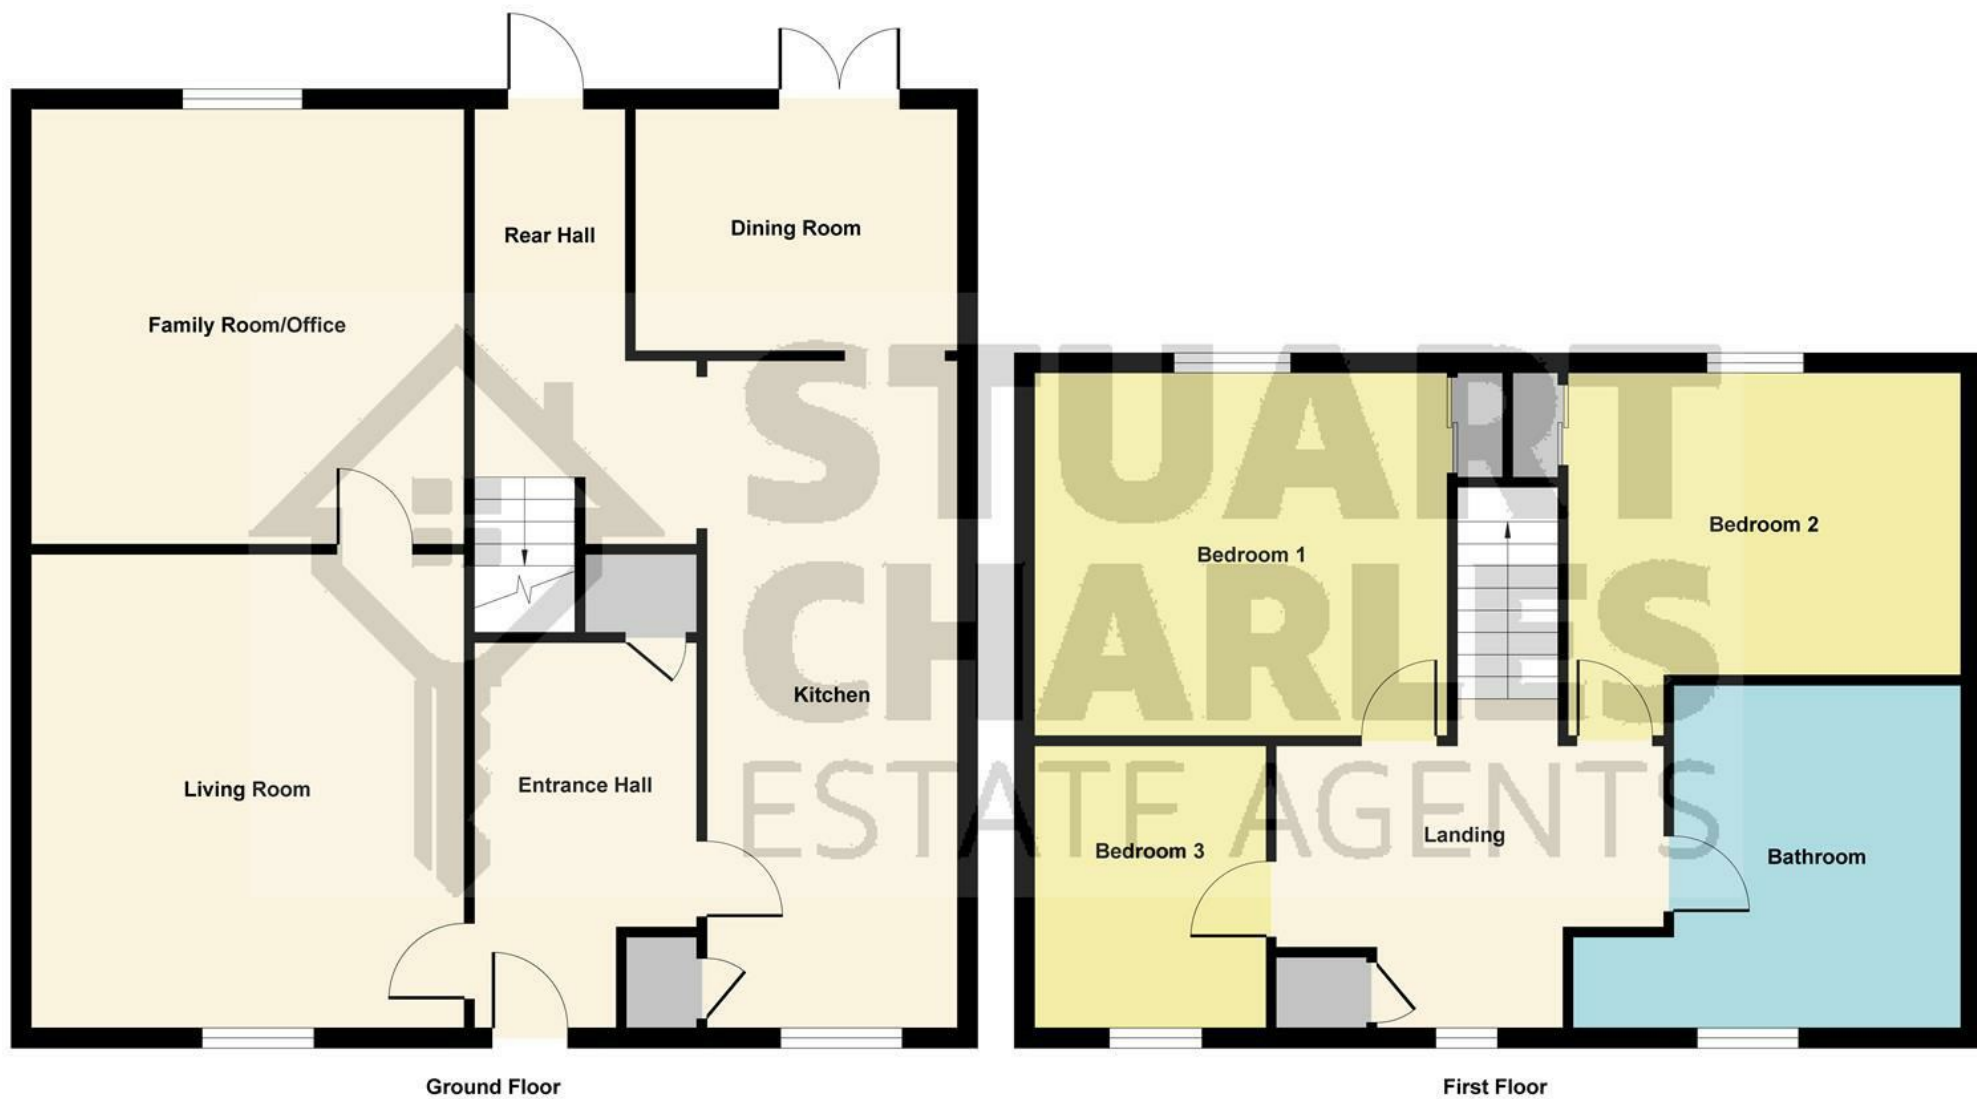 Rear Hall
Dining Room
Family Room/Office
Kitchen
Living Room
Entrance Hall
Ground Floor
STUART
CHARLES
ESTATE AGENTS
Bedroom 1
Bedroom 2
Bedroom 3
Landing
Bathroom
First Floor